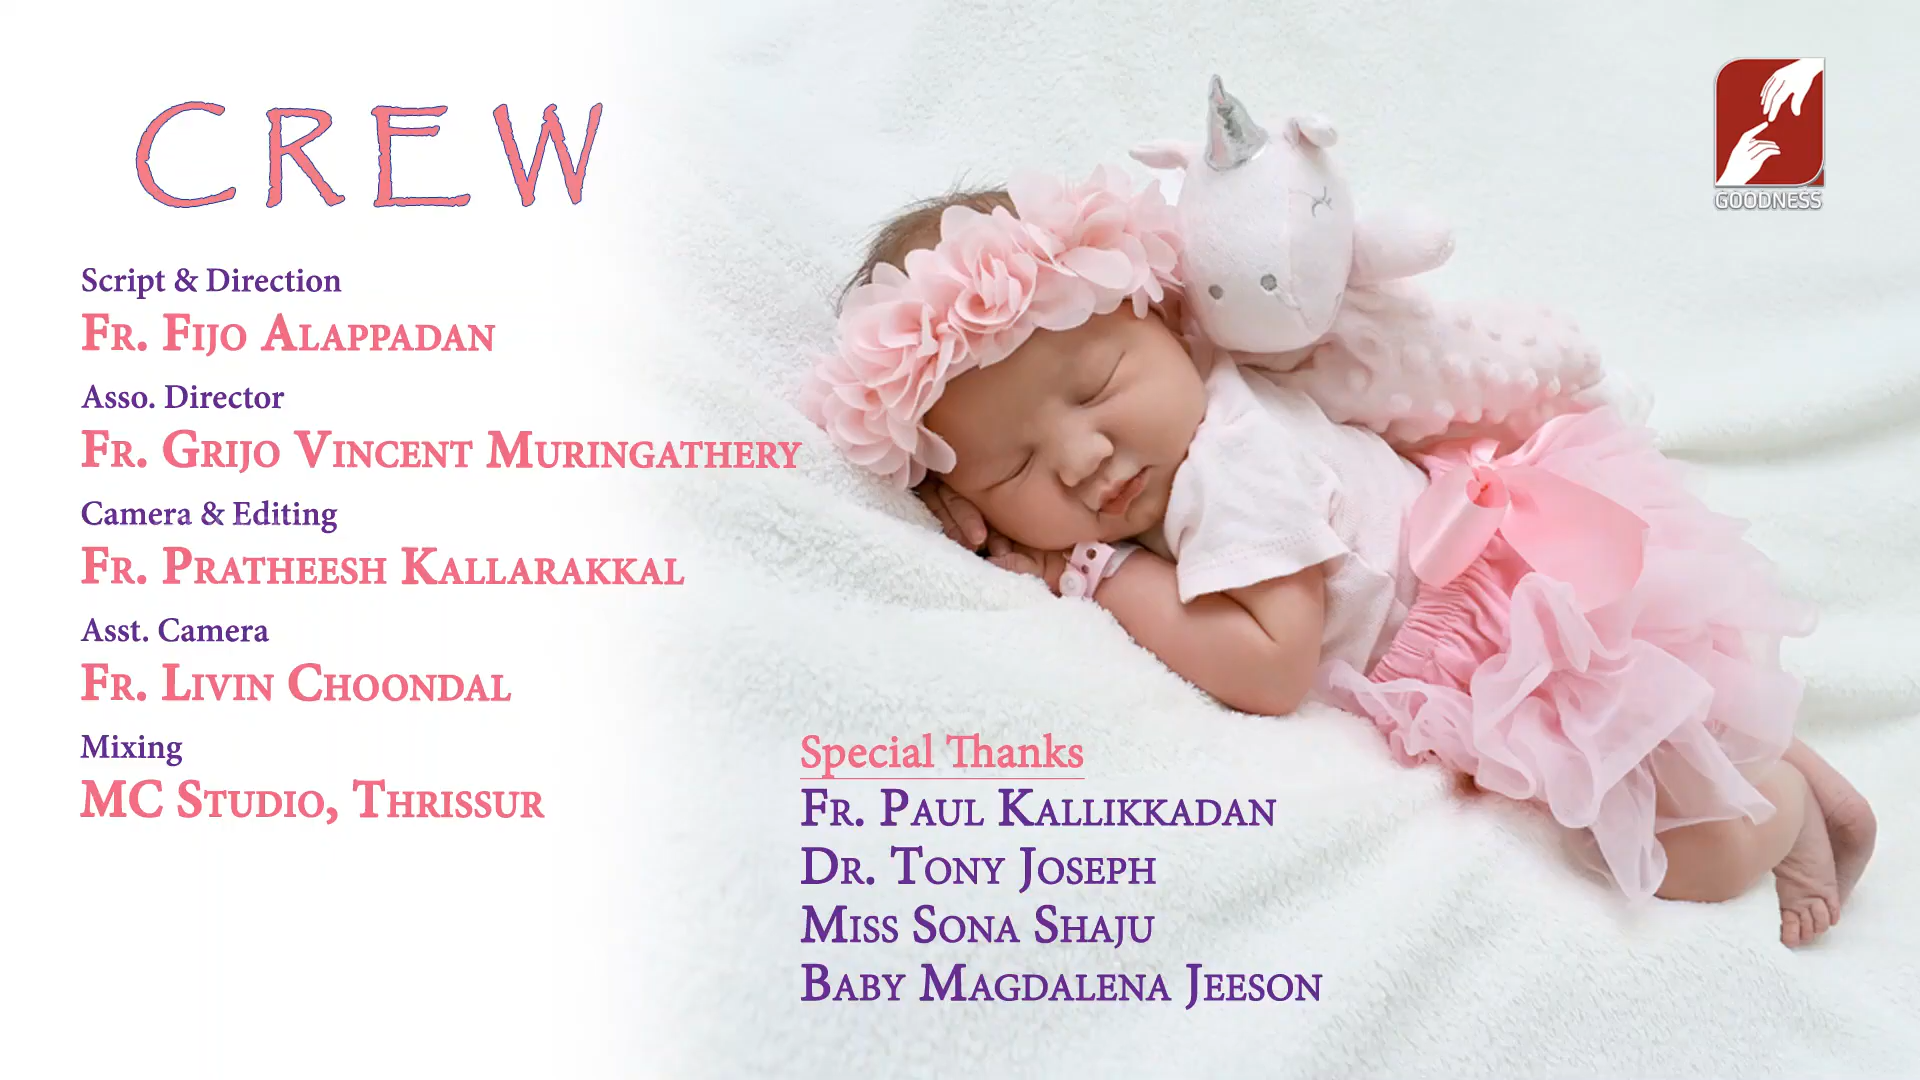 CREW
Script & Direction
Fr. Fijo Alappadan
Asso. Director
Fr. Grijo Vincent Muringathery
Camera & Editing
Fr. Pratheesh Kallarakkal
Asst. Camera
Fr. Livin Choondal
Mixing
MC Studio, Thrissur
GOODNESS
Special Thanks
Fr. Paul Kallikkadan
Dr. Tony Joseph
Miss Sona Shaju
Baby Magdalena Jeeson